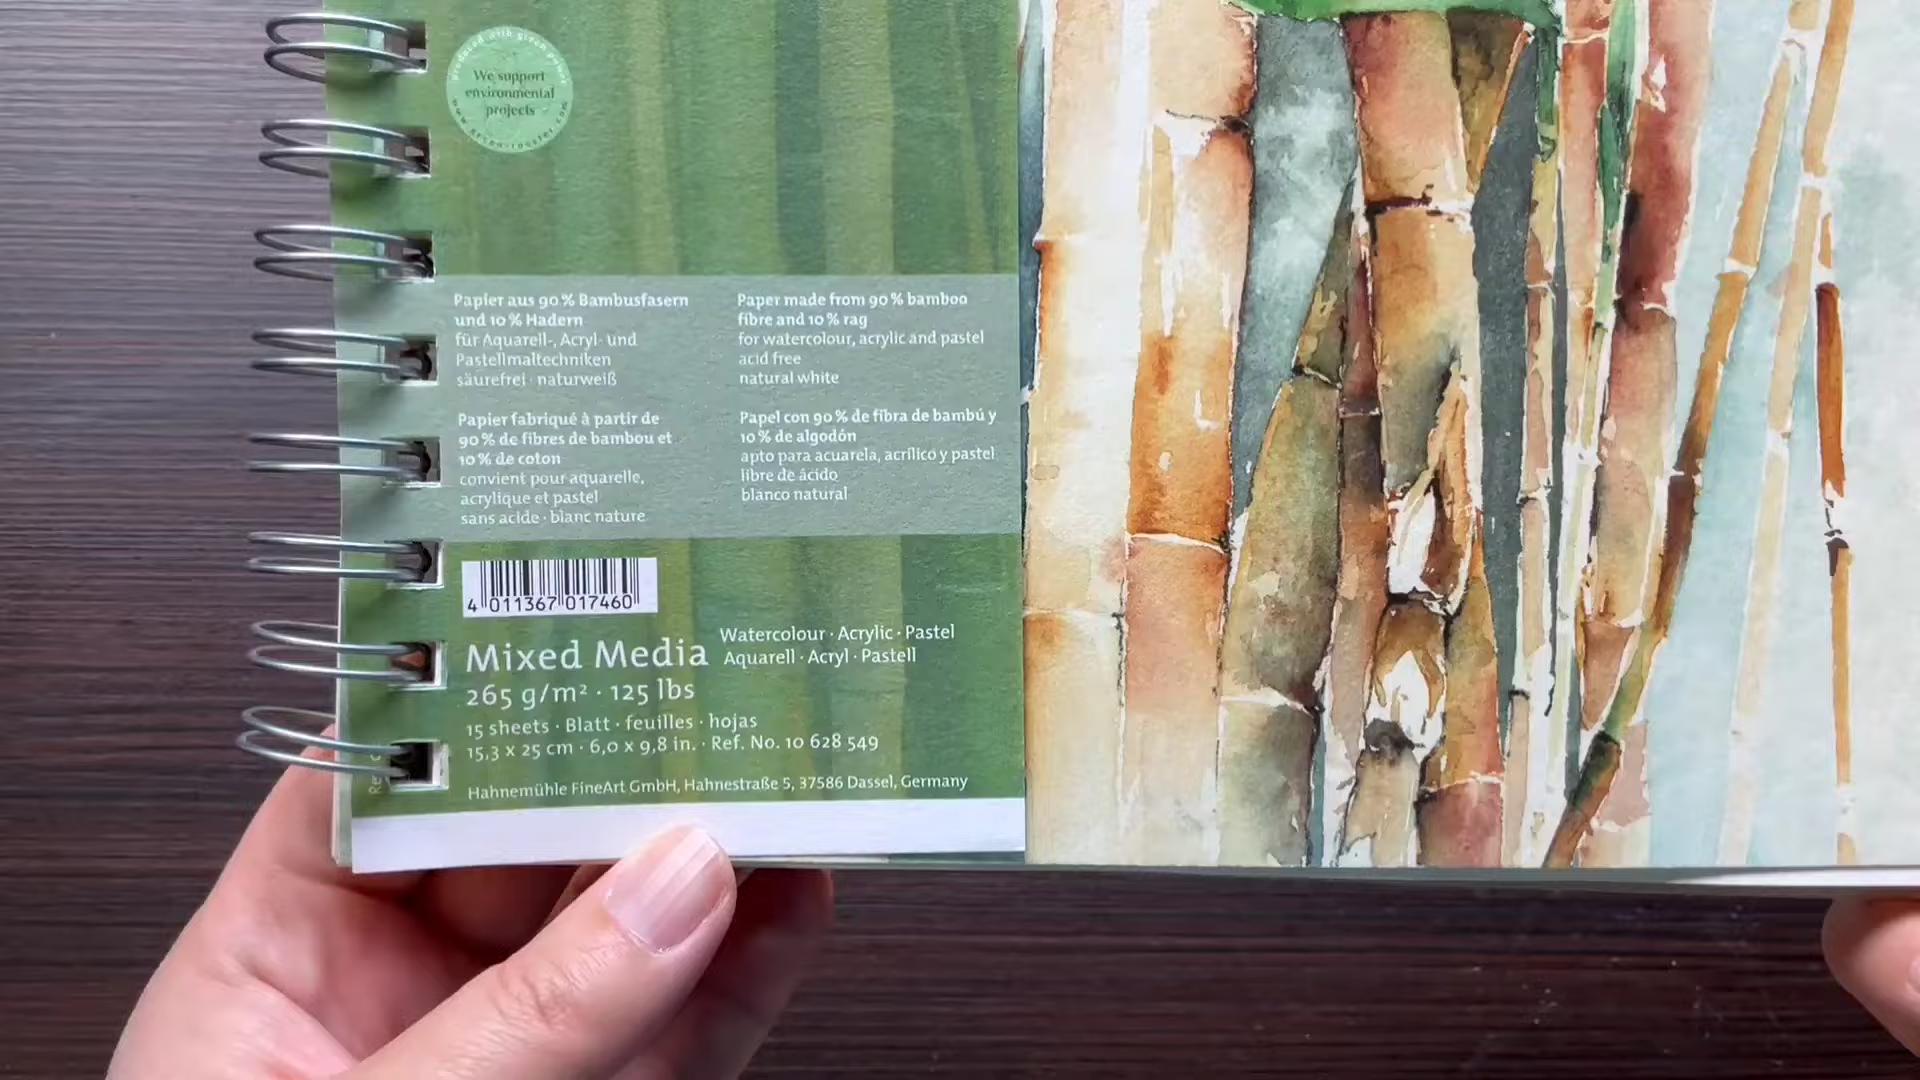 Produced with green power
We support
environmental
projects
Papier aus 90 % Bambusfasern
und 10 % Hadern
für Aquarell-, Acryl- und
Pastellmaltechniken
säurefrei · naturweiß
Paper made from 90 % bamboo
fibre and 10 % rag
for watercolour, acrylic and pastel
acid free
natural white
Papier fabriqué à partir de
90 % de fibres de bambou et
10 % de coton
convient pour aquarelle,
acrylique et pastel
sans acide · blanc nature
Papel con 90 % de fibra de bambú y
10 % de algodón
apto para acuarela, acrílico y pastel
libre de ácido
blanco natural
4 011367 017460
Mixed Media
Watercolour · Acrylic · Pastel
Aquarell · Acryl · Pastell
265 g/m² · 125 lbs
15 sheets · Blatt · feuilles · hojas
15,3 x 25 cm · 6,0 x 9,8 in. · Ref. No. 10 628 549
Hahnemühle FineArt GmbH, Hahnestraße 5, 37586 Dassel, Germany